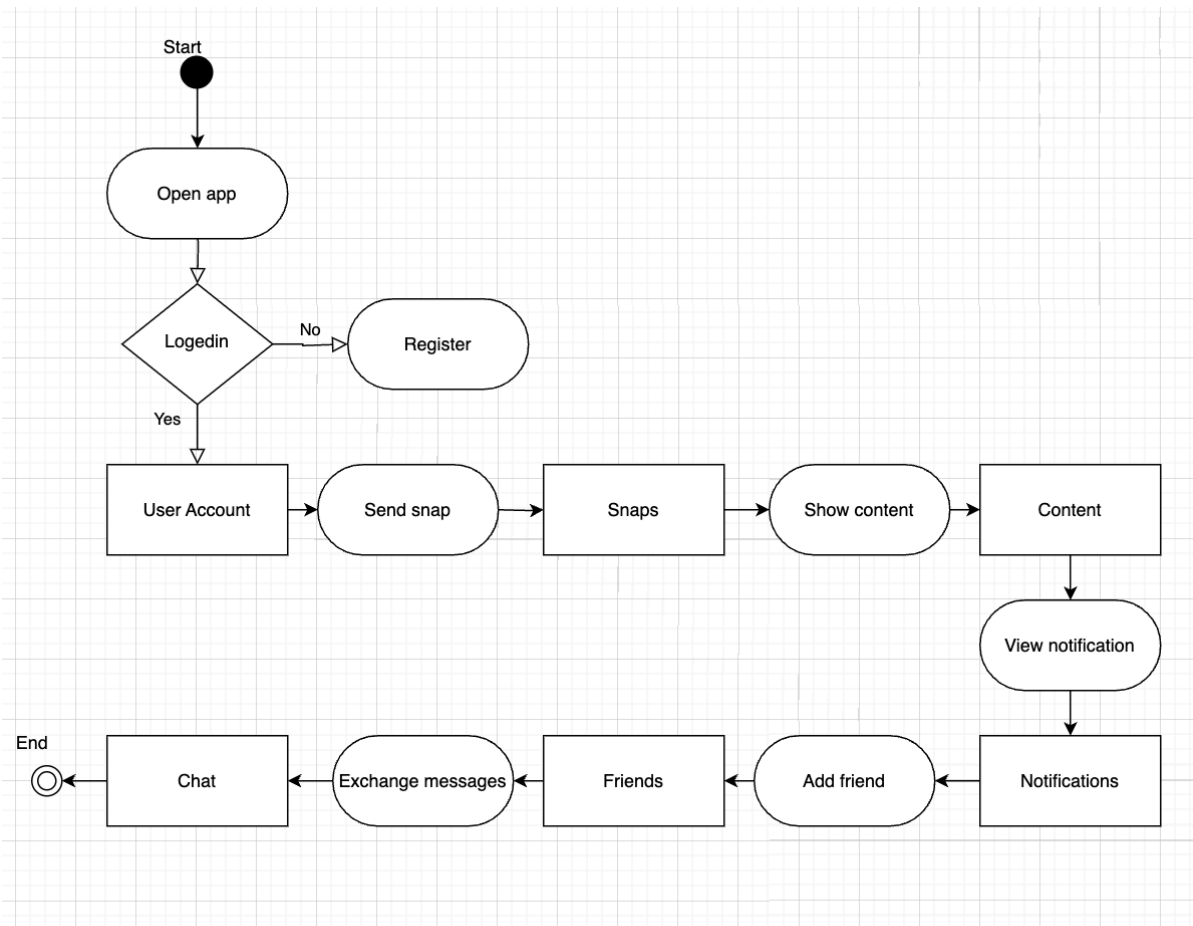 Start
Open app
Logedin
No
Register
Yes
User Account
Send snap
Snaps
Show content
Content
View notification
End
Chat
Exchange messages
Friends
Add friend
Notifications